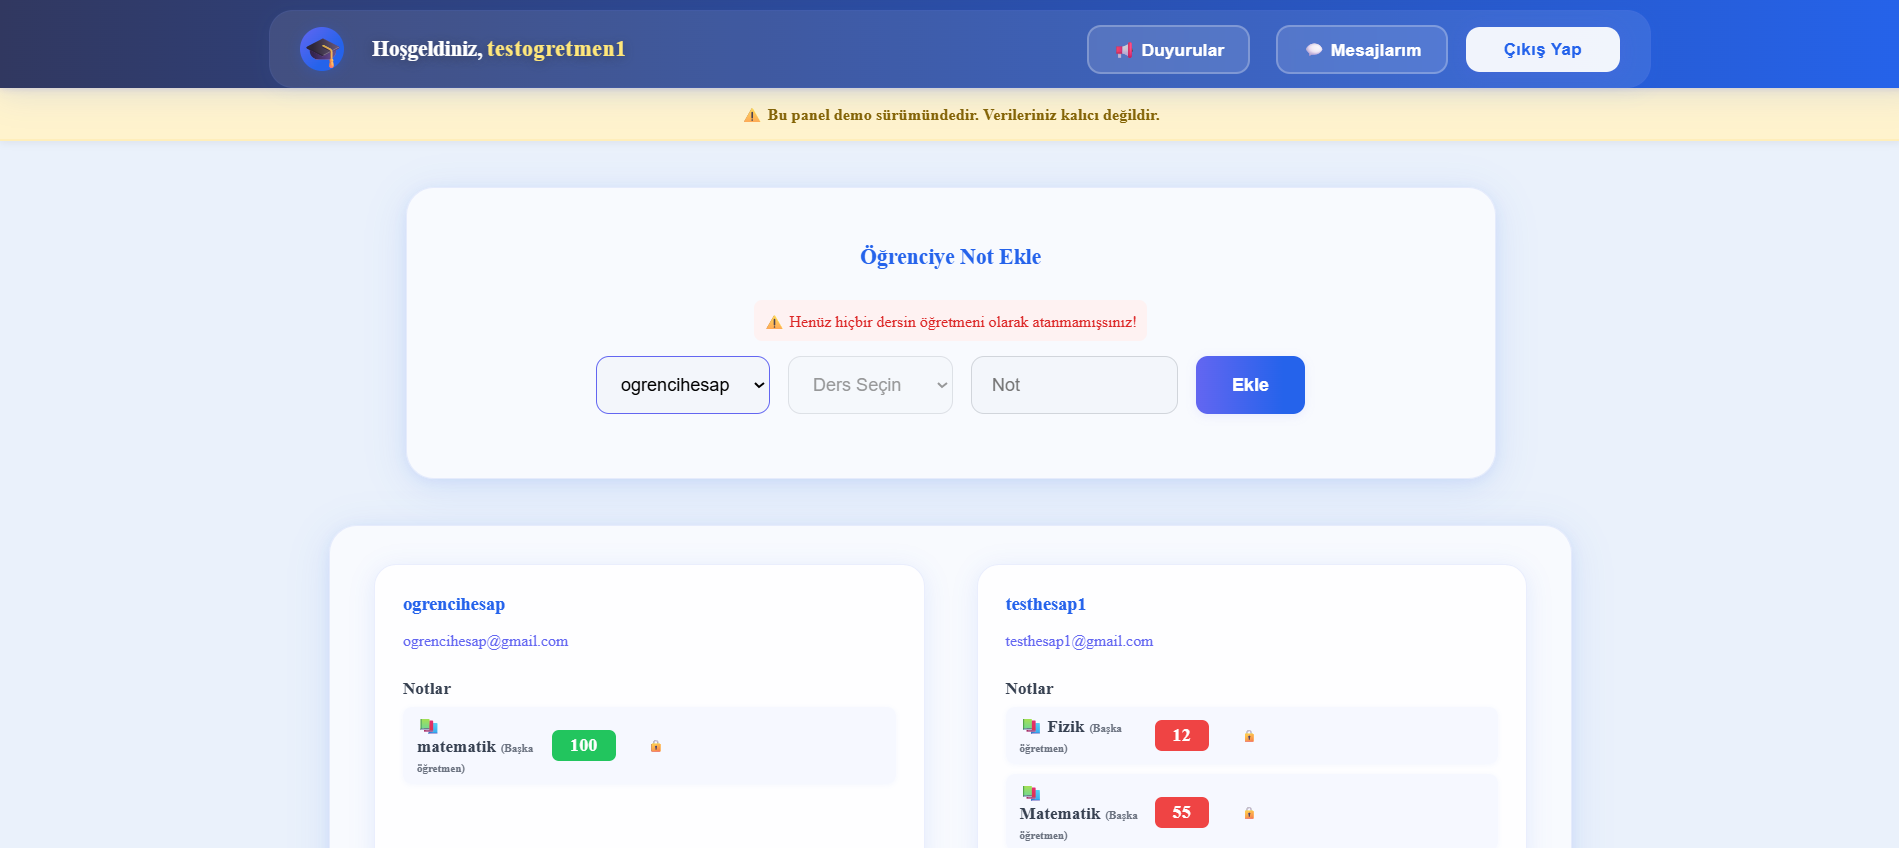 Hoşgeldiniz, testogretmen1
Duyurular
Mesajlarım
Çıkış Yap
Bu panel demo sürümündedir. Verileriniz kalıcı değildir.
Öğrenciye Not Ekle
Henüz hiçbir dersin öğretmeni olarak atanmamışsınız!
ogrencihesap
Ders Seçin
Not
Ekle
ogrencihesap
ogrencihesap@gmail.com
Notlar
matematik (Başka
öğretmen)
100
testhesap1
testhesap1@gmail.com
Notlar
Fizik (Başka
öğretmen)
12
Matematik (Başka
öğretmen)
55